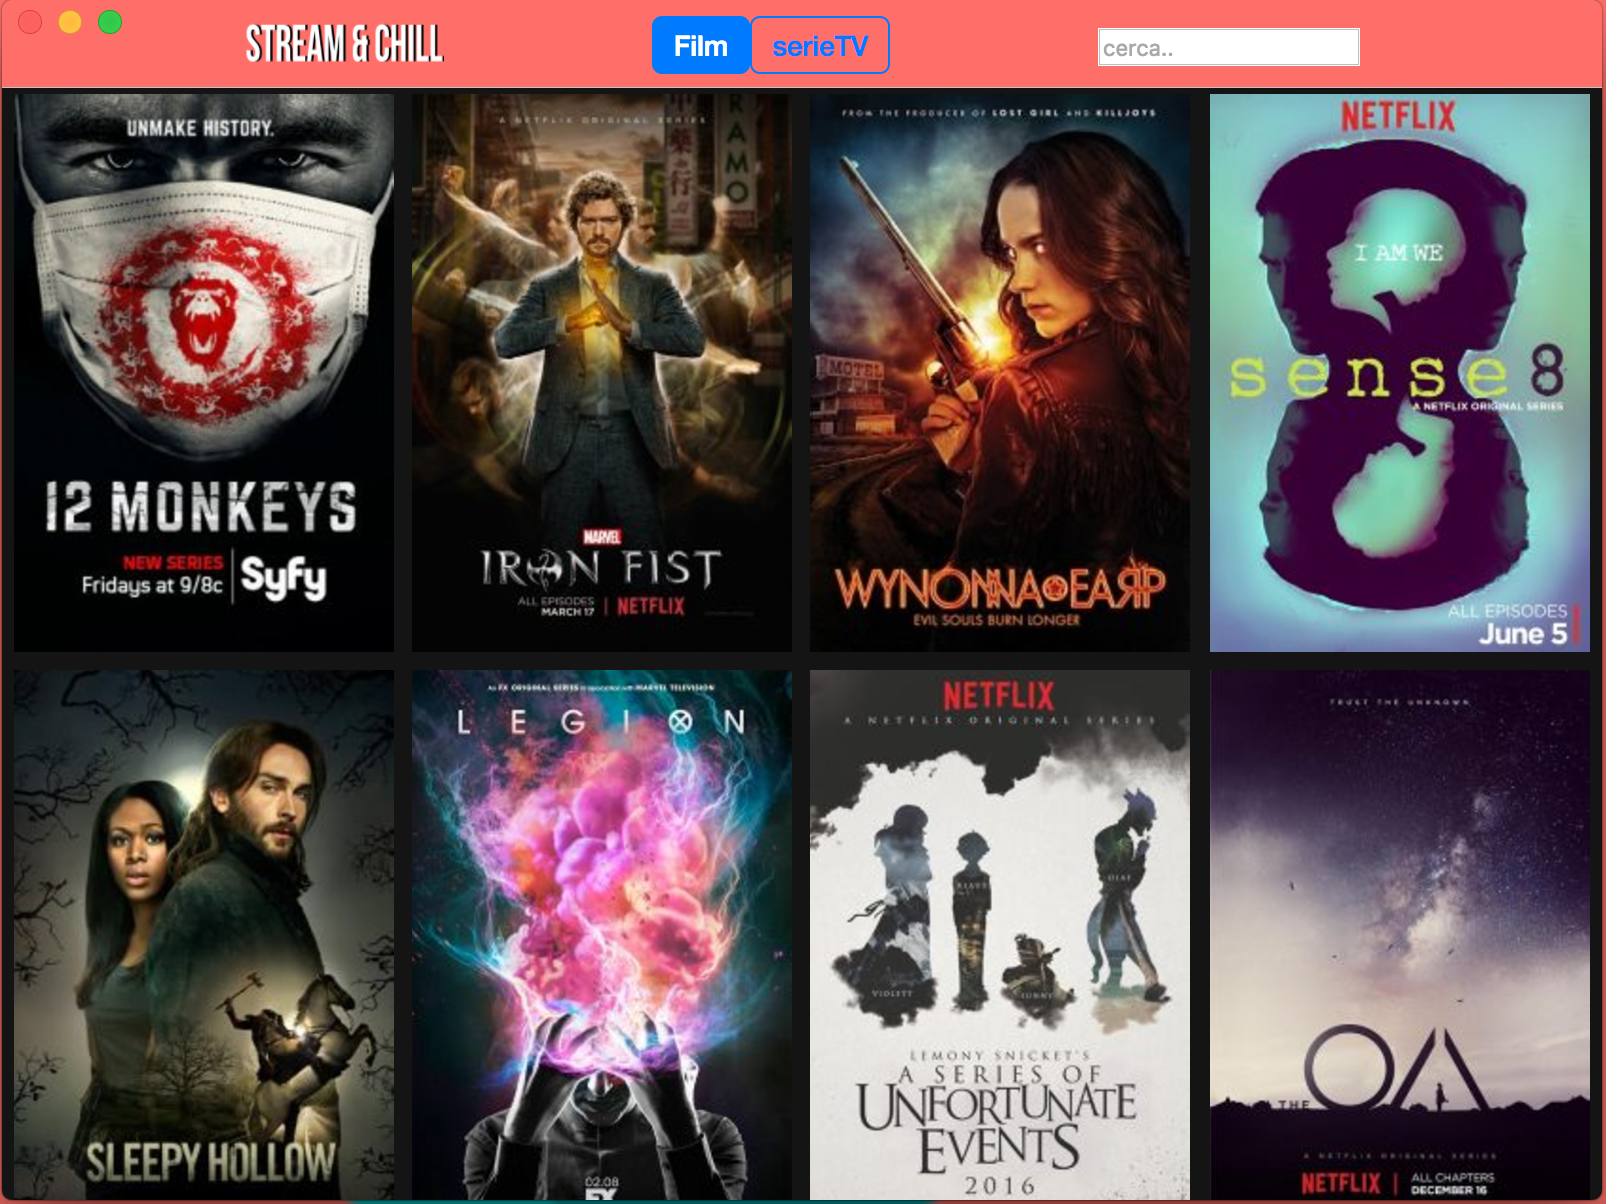 STREAM & CHILL
Film
serieTV
cerca..
UNMAKE HISTORY.
12 MONKEYS
NEW SERIES
Fridays at 9/8c
Syfy
A NETFLIX ORIGINAL SERIES
RAMO
MARVEL
IRON FIST
ALL EPISODES
MARCH 17
NETFLIX
FROM THE PRODUCER OF LOST GIRL AND KILLJOYS
MOTEL
WYNONNA EARP
EVIL SOULS BURN LONGER
NETFLIX
I AM WE
sense8
A NETFLIX ORIGINAL SERIES
ALL EPISODES
June 5
SLEEPY HOLLOW
An FX ORIGINAL SERIES in association with MARVEL TELEVISION
LEGION
02.08
FX
NETFLIX
A NETFLIX ORIGINAL SERIES
KLAUS
OLAF
VIOLETT
SUNNY
LEMONY SNICKET'S
A SERIES OF
UNFORTUNATE
EVENTS
2016
TRUST THE UNKNOWN
THE OA
A NETFLIX ORIGINAL SERIES
NETFLIX
ALL CHAPTERS
DECEMBER 16